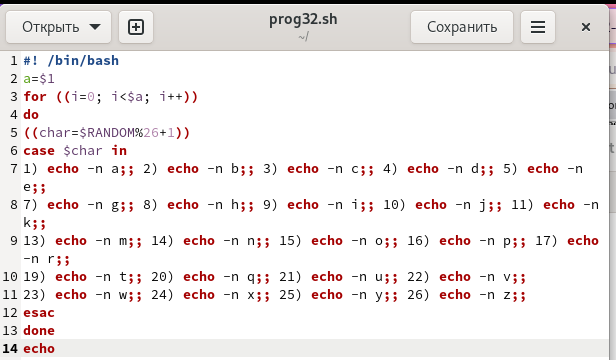 Открыть
prog32.sh
~/
Сохранить
1 #! /bin/bash
2 a=$1
3 for ((i=0; i<$a; i++))
4 do
5 ((char=$RANDOM%26+1))
6 case $char in
7 1) echo -n a;; 2) echo -n b;; 3) echo -n c;; 4) echo -n d;; 5) echo -n
e;;
8 7) echo -n g;; 8) echo -n h;; 9) echo -n i;; 10) echo -n j;; 11) echo -n
k;;
9 13) echo -n m;; 14) echo -n n;; 15) echo -n o;; 16) echo -n p;; 17) echo
-n r;;
10 19) echo -n t;; 20) echo -n q;; 21) echo -n u;; 22) echo -n v;;
11 23) echo -n w;; 24) echo -n x;; 25) echo -n y;; 26) echo -n z;;
12 esac
13 done
14 echo